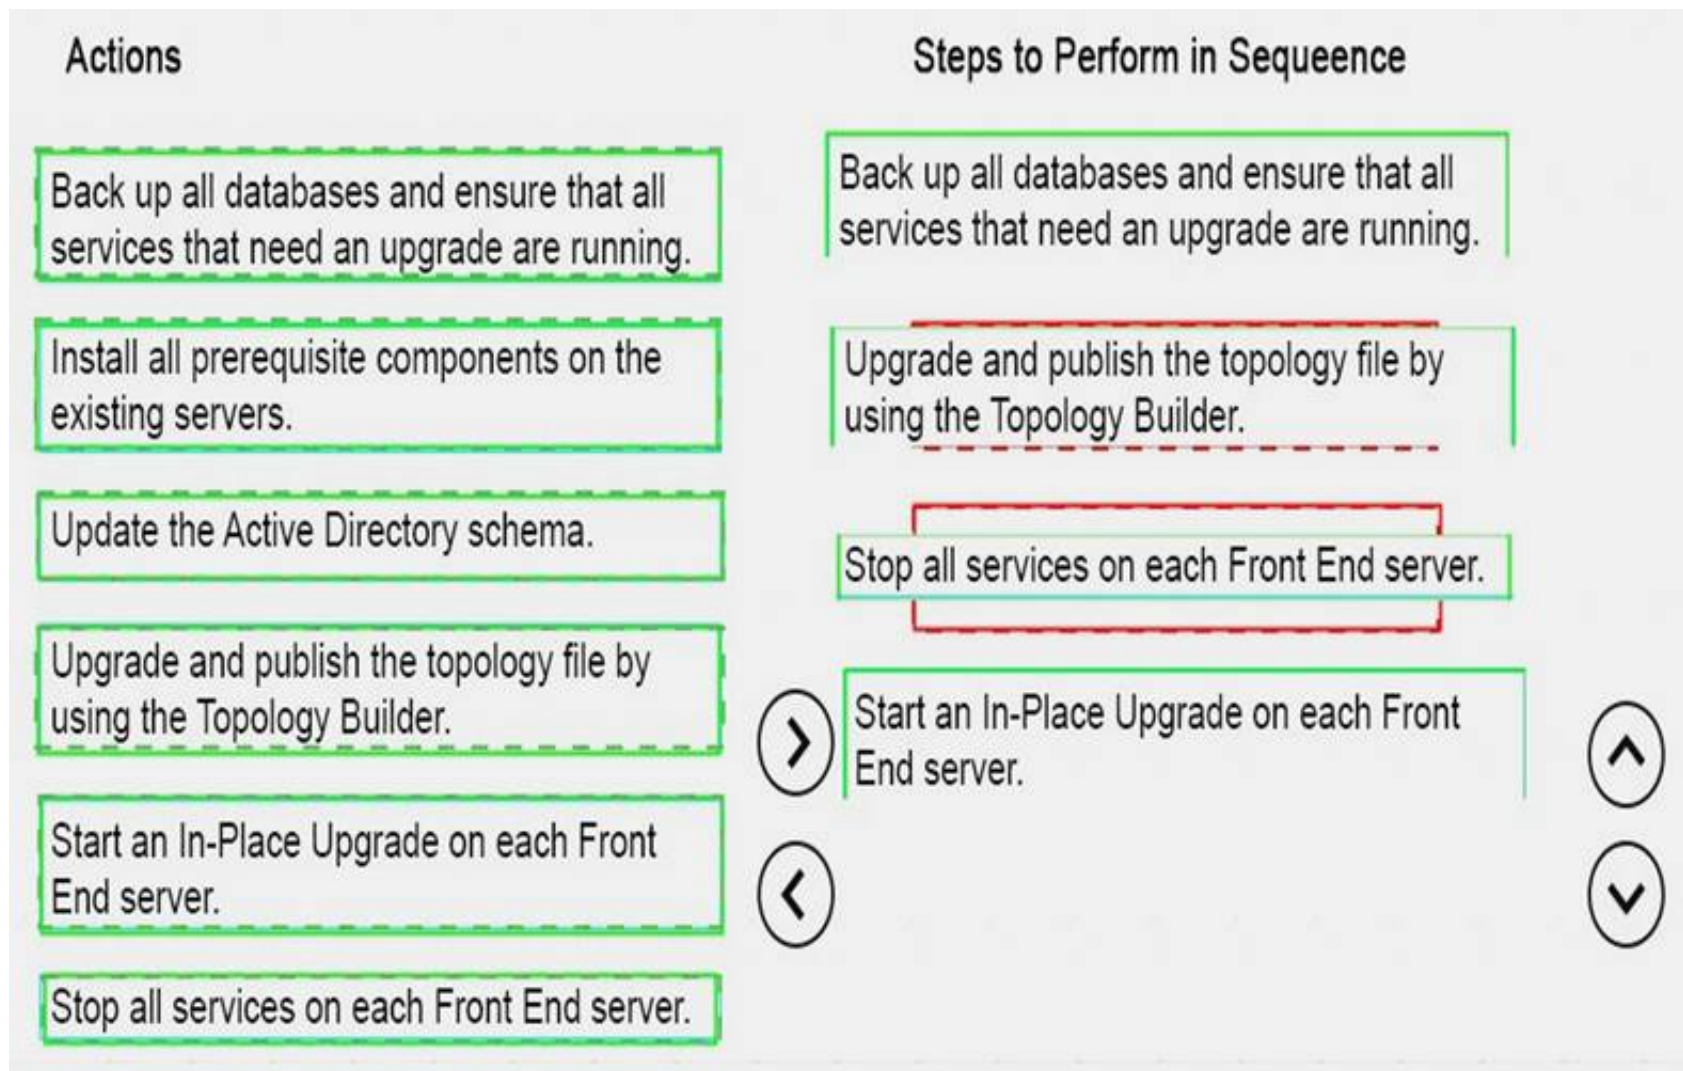 Actions
Back up all databases and ensure that all
services that need an upgrade are running.
Install all prerequisite components on the
existing servers.
Update the Active Directory schema.
Upgrade and publish the topology file by
using the Topology Builder.
Start an In-Place Upgrade on each Front
End server.
Stop all services on each Front End server.
Steps to Perform in Sequeence
Back up all databases and ensure that all
services that need an upgrade are running.
Upgrade and publish the topology file by
using the Topology Builder.
Stop all services on each Front End server.
Start an In-Place Upgrade on each Front
End server.